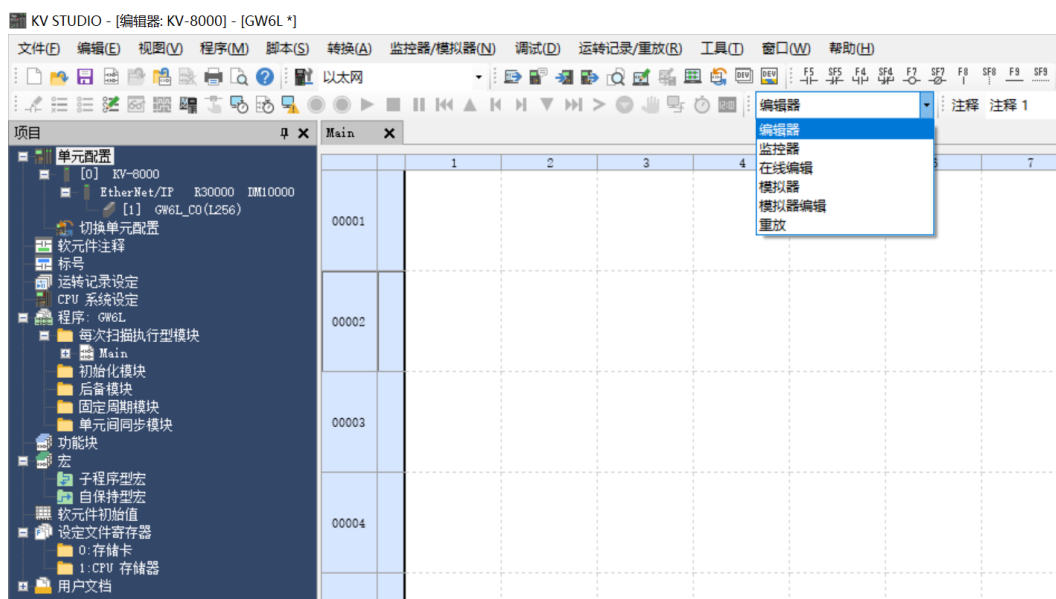 KV STUDIO - [编辑器: KV-8000] - [GW6L *]
文件(F) 编辑(E) 视图(V) 程序(M) 脚本(S) 转换(A) 监控器/模拟器(N) 调试(D) 运转记录/重放(R) 工具(T) 窗口(W) 帮助(H)
以太网 F5 SF5 F4 SF4 F7 SF7 F8 SF8 F9 SF9
编辑器 注释 注释 1
编辑器
监控器
在线编辑
模拟器
模拟器编辑
重放
项目
Main
1 2 3 4 5 7
单元配置
[0] KV-8000
EtherNet/IP R30000 DM10000
[1] GW6L_CO(L256)
切换单元配置
软元件注释
标号
运转记录设定
CPU 系统设定
程序: GW6L
每次扫描执行型模块
Main
初始化模块
后备模块
固定周期模块
单元间同步模块
功能块
宏
子程序型宏
自保持型宏
软元件初始值
设定文件寄存器
0:存储卡
1:CPU 存储器
用户文档
00001
00002
00003
00004